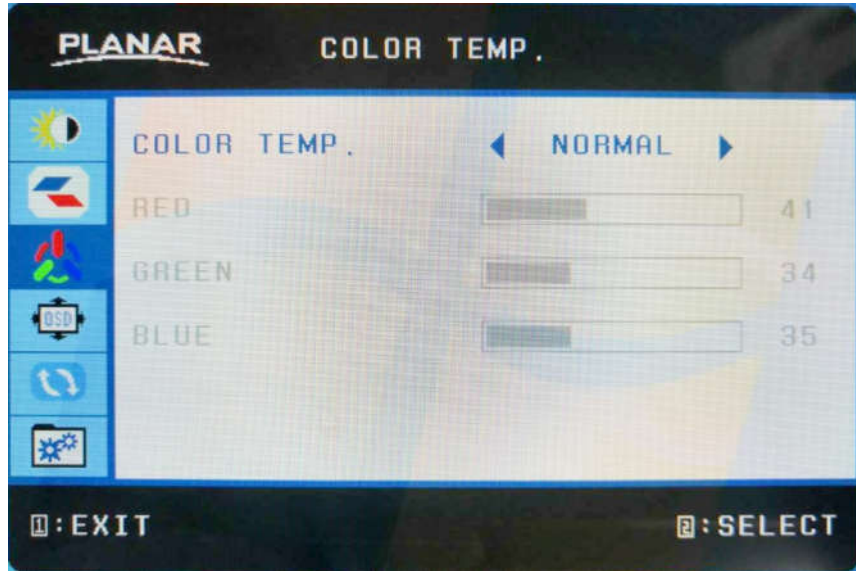 PLANAR COLOR TEMP.
COLOR TEMP. NORMAL
RED 41
GREEN 34
OSD
BLUE 35
1:EXIT 2:SELECT